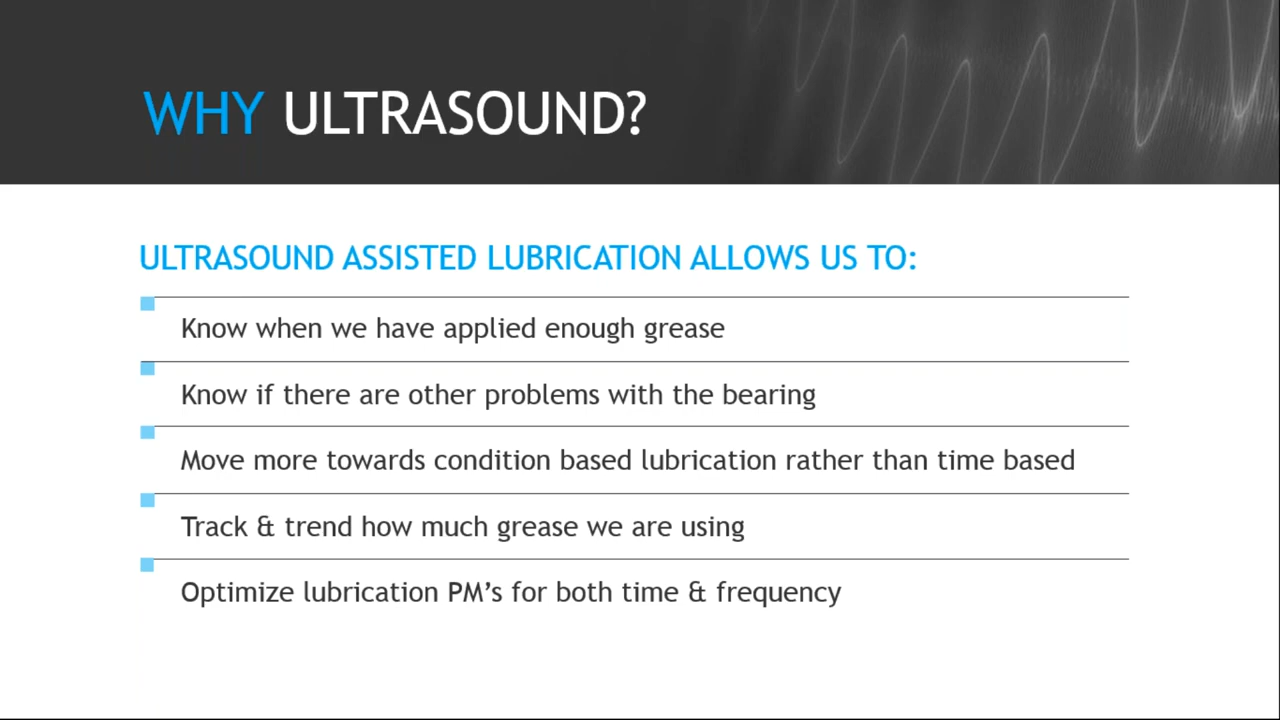 WHY ULTRASOUND?
ULTRASOUND ASSISTED LUBRICATION ALLOWS US TO:
Know when we have applied enough grease
Know if there are other problems with the bearing
Move more towards condition based lubrication rather than time based
Track & trend how much grease we are using
Optimize lubrication PM’s for both time & frequency